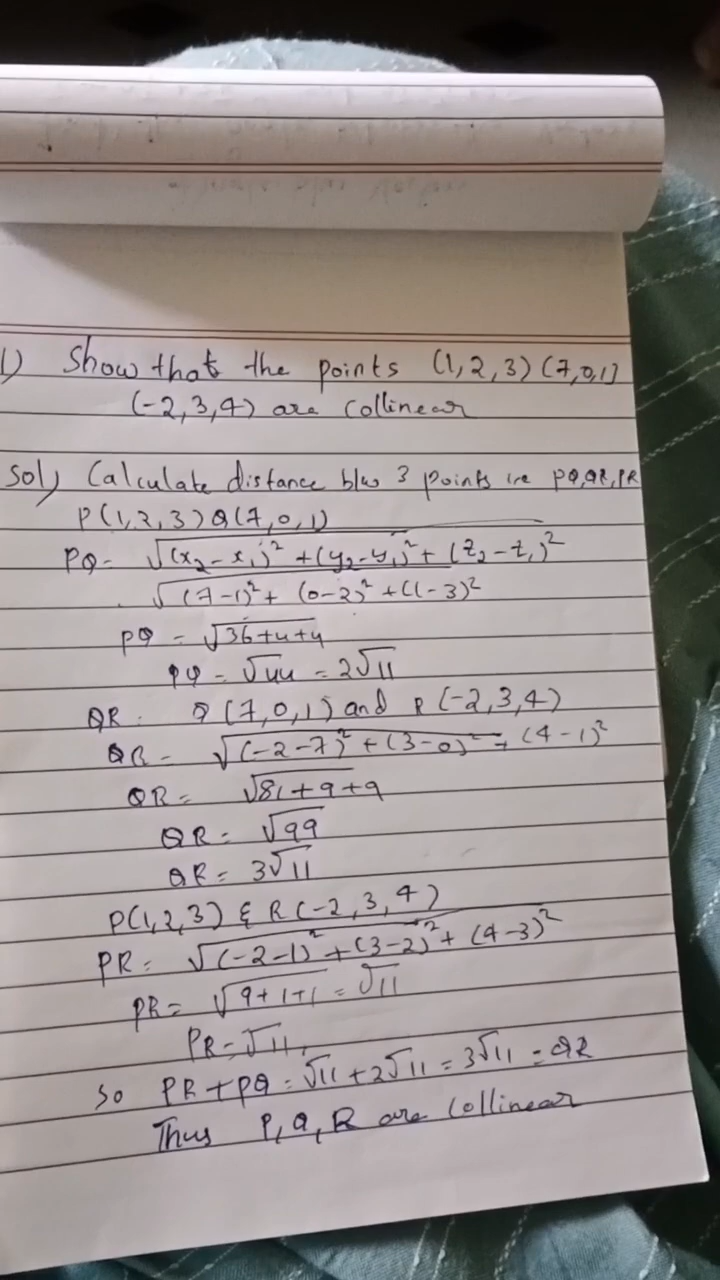 1) Show that the points (1,2,3) (7,0,1)
(-2,3,4) are collinear
Sol) Calculate distance b/w 3 points ie PQ,QR,PR
P(1,2,3) Q(7,0,1)
PQ = √(x₂-x₁)² + (y₂-y₁)² + (z₂-z₁)²
√(7-1)² + (0-2)² + (1-3)²
PQ = √36+4+4
PQ = √44 = 2√11
QR : Q(7,0,1) and R(-2,3,4)
QR = √(-2-7)² + (3-0)² + (4-1)²
QR = √81+9+9
QR = √99
QR = 3√11
P(1,2,3) & R(-2,3,4)
PR = √(-2-1)² + (3-2)² + (4-3)²
PR = √9+1+1 = √11
PR = √11,
So PR+PQ = √11 + 2√11 = 3√11 = QR
Thus P,Q,R are collinear